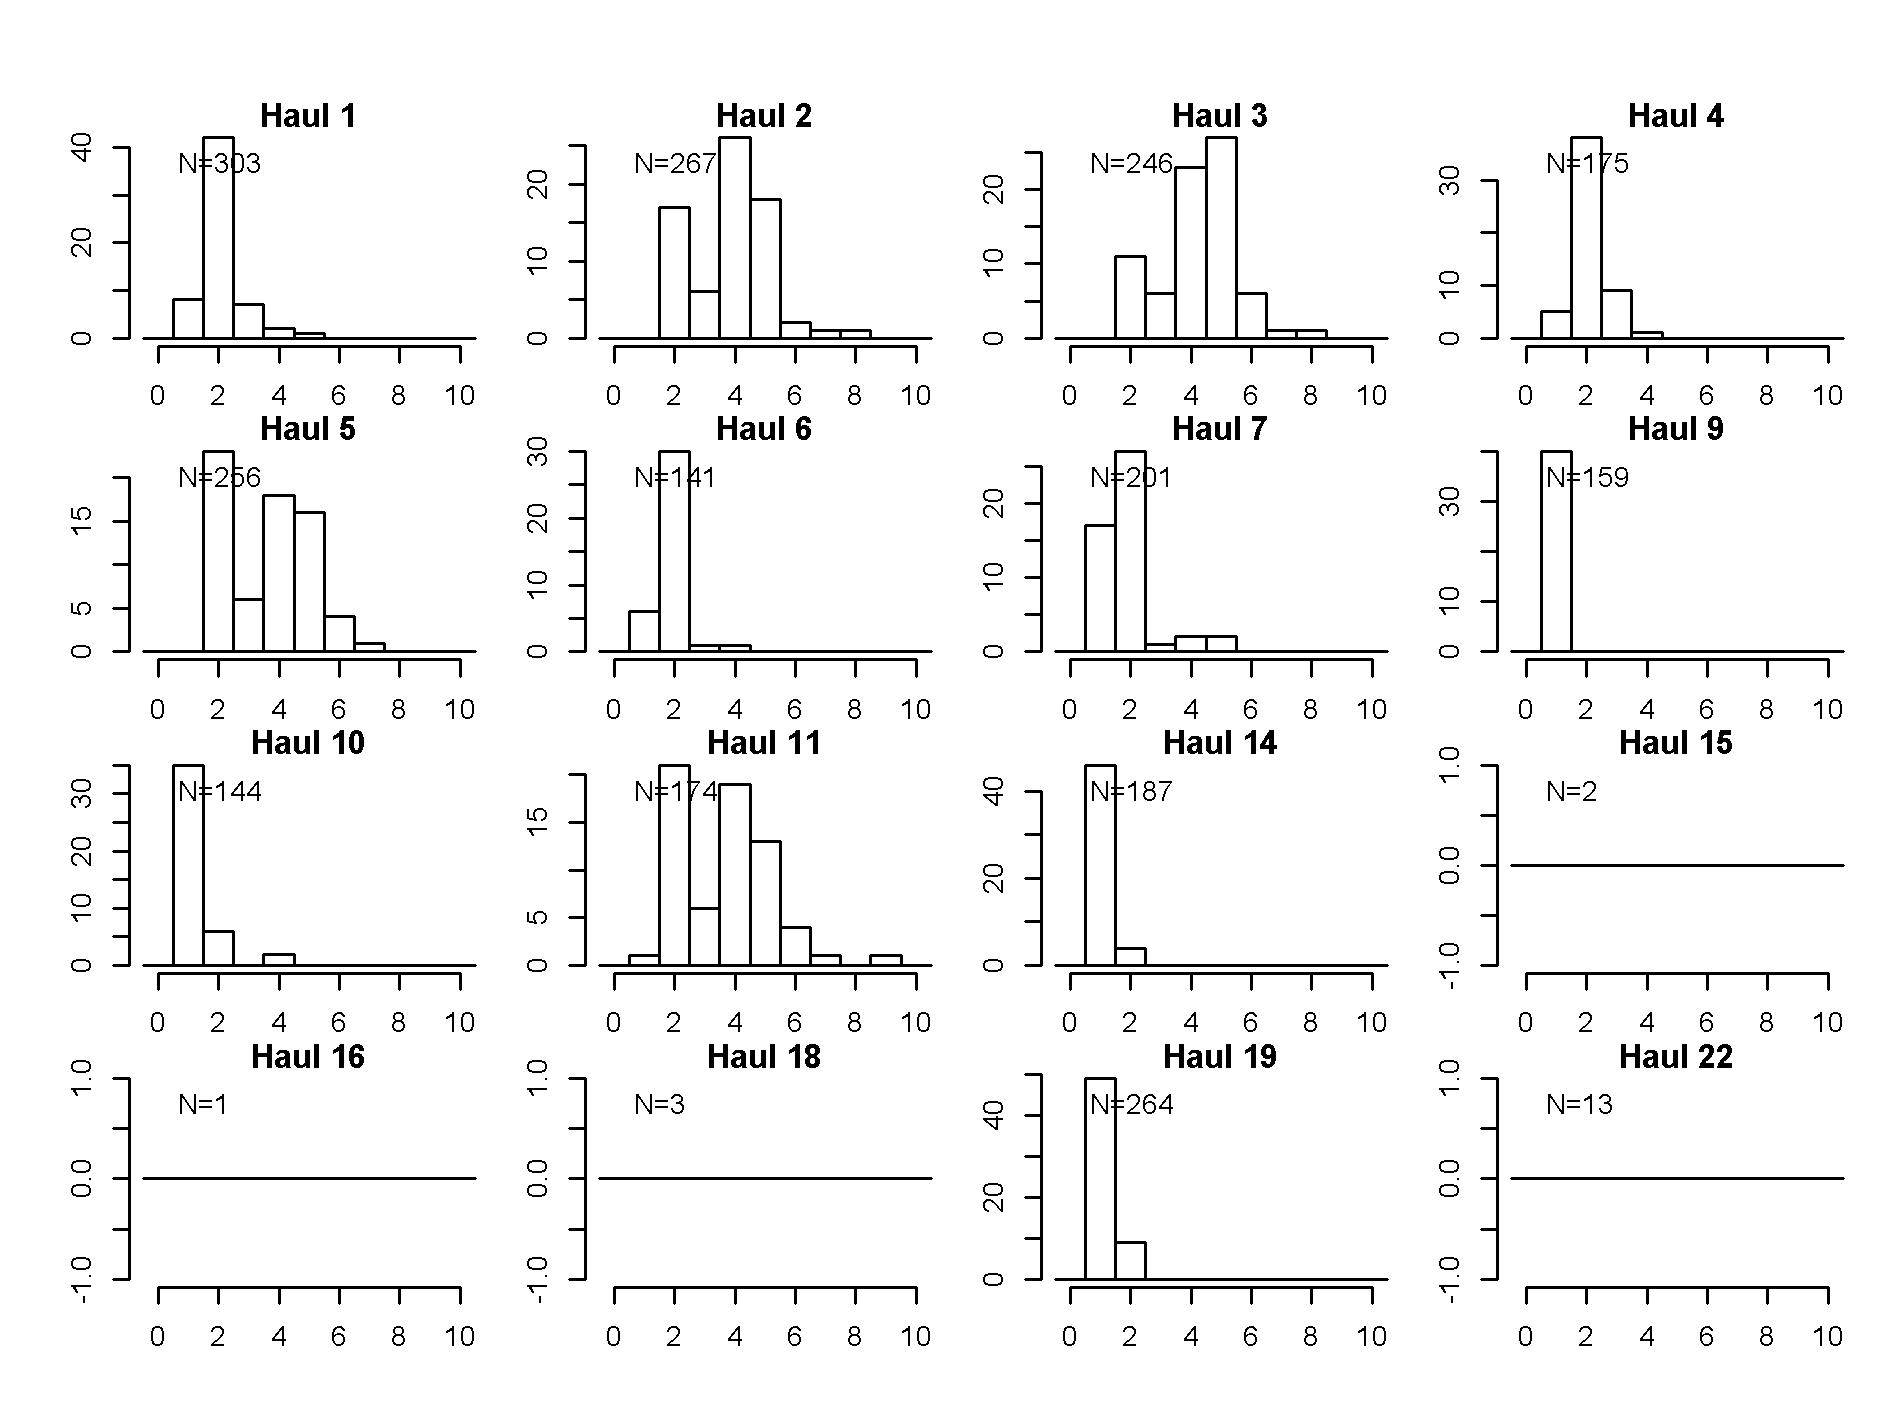 Haul 1 Haul 2 Haul 3 Haul 4
N=303 N=267 N=246 N=175
0 20 40 0 10 20 0 10 20 0 10 30
0 2 4 6 8 10 0 2 4 6 8 10 0 2 4 6 8 10 0 2 4 6 8 10
Haul 5 Haul 6 Haul 7 Haul 9
N=256 N=141 N=201 N=159
0 5 15 0 10 20 30 0 10 20 0 10 30
0 2 4 6 8 10 0 2 4 6 8 10 0 2 4 6 8 10 0 2 4 6 8 10
Haul 10 Haul 11 Haul 14 Haul 15
N=144 N=174 N=187 N=2
0 10 20 30 0 5 15 0 20 40 -1.0 0.0 1.0
0 2 4 6 8 10 0 2 4 6 8 10 0 2 4 6 8 10 0 2 4 6 8 10
Haul 16 Haul 18 Haul 19 Haul 22
N=1 N=3 N=264 N=13
-1.0 0.0 1.0 -1.0 0.0 1.0 0 20 40 -1.0 0.0 1.0
0 2 4 6 8 10 0 2 4 6 8 10 0 2 4 6 8 10 0 2 4 6 8 10